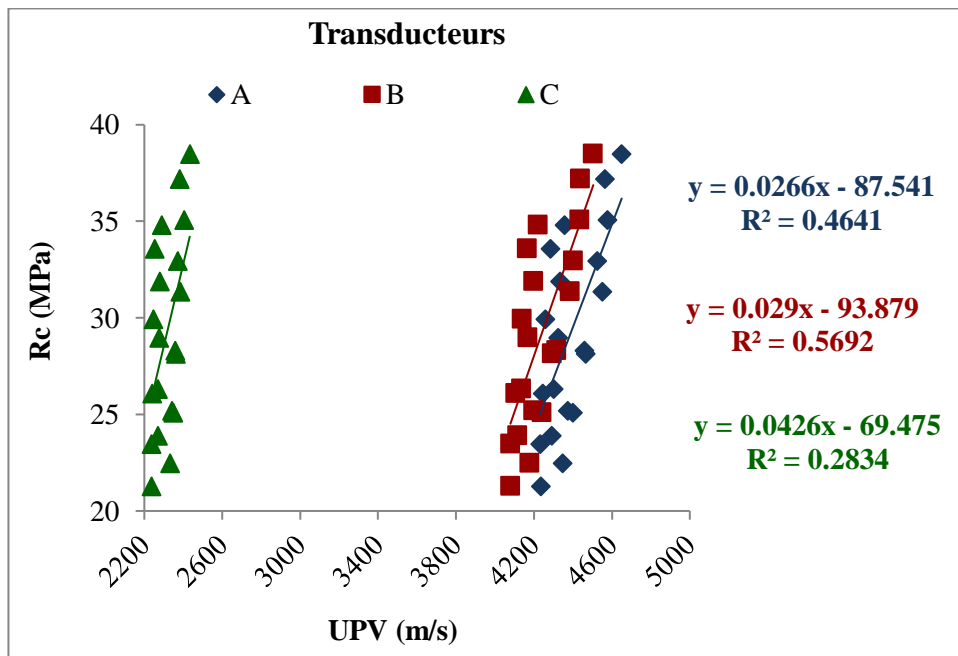 Transducteurs
A B C
40
35
30
25
20
Rc (MPa)
y = 0.0266x - 87.541
R² = 0.4641
y = 0.029x - 93.879
R² = 0.5692
y = 0.0426x - 69.475
R² = 0.2834
2200 2600 3000 3400 3800 4200 4600 5000
UPV (m/s)